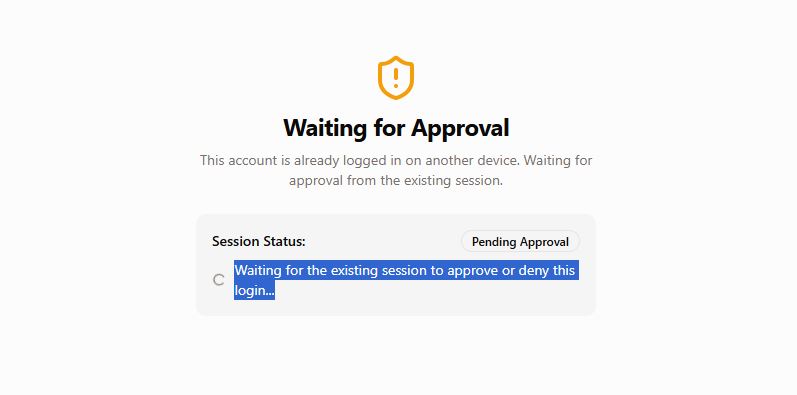 Waiting for Approval
This account is already logged in on another device. Waiting for
approval from the existing session.
Session Status:
Pending Approval
Waiting for the existing session to approve or deny this
login...